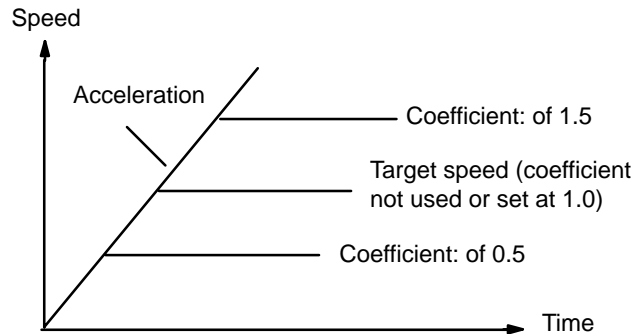 Speed
Acceleration
Coefficient: of 1.5
Target speed (coefficient
not used or set at 1.0)
Coefficient: of 0.5
Time